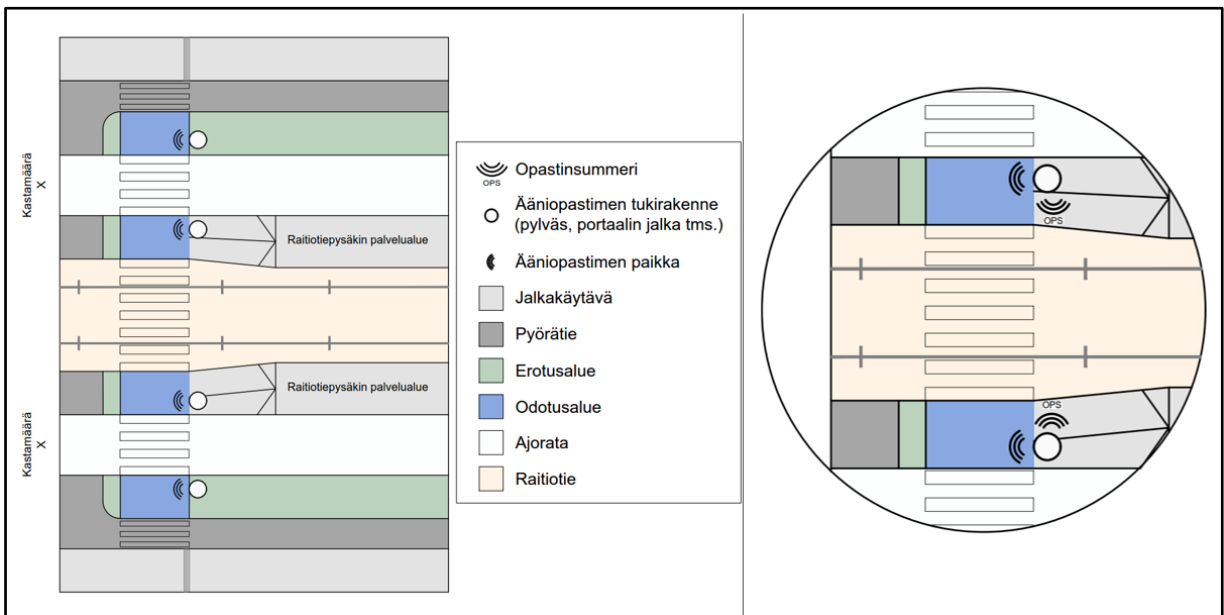 Kastamäärä
X
Raitiotiepysäkin palvelualue
Raitiotiepysäkin palvelualue
Kastamäärä
X
OPS
Opastinsummeri
Ääniopastimen tukirakenne
(pylväs, portaalin jalka tms.)
Ääniopastimen paikka
Jalkakäytävä
Pyörätie
Erotusalue
Odotusalue
Ajorata
Raitiotie
OPS
OPS